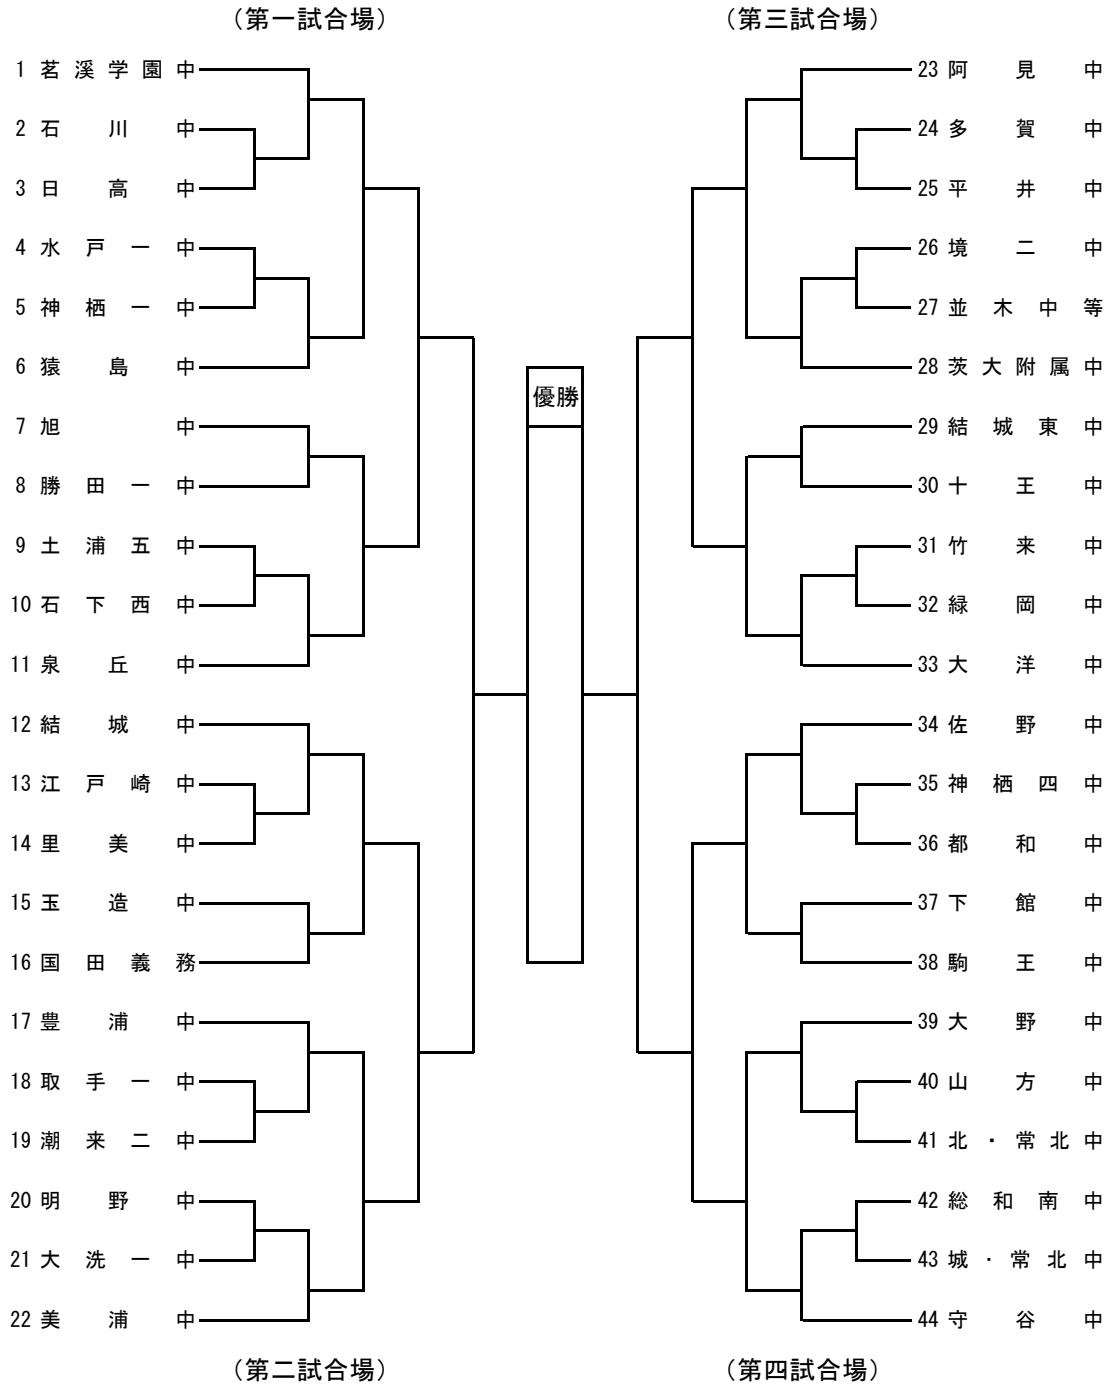 （第一試合場）
（第三試合場）
1 茗溪学園中
2 石川中
3 日高中
4 水戸一中
5 神栖一中
6 猿島中
7 旭中
8 勝田一中
9 土浦五中
10 石下西中
11 泉丘中
12 結城中
13 江戸崎中
14 里美中
15 玉造中
16 国田義務
17 豊浦中
18 取手一中
19 潮来二中
20 明野中
21 大洗一中
22 美浦中
優勝
23 阿見中
24 多賀中
25 平井中
26 境二中
27 並木中等
28 茨大附属中
29 結城東中
30 十王中
31 竹来中
32 緑岡中
33 大洋中
34 佐野中
35 神栖四中
36 都和中
37 下館中
38 駒王中
39 大野中
40 山方中
41 北・常北中
42 総和南中
43 城・常北中
44 守谷中
（第二試合場）
（第四試合場）